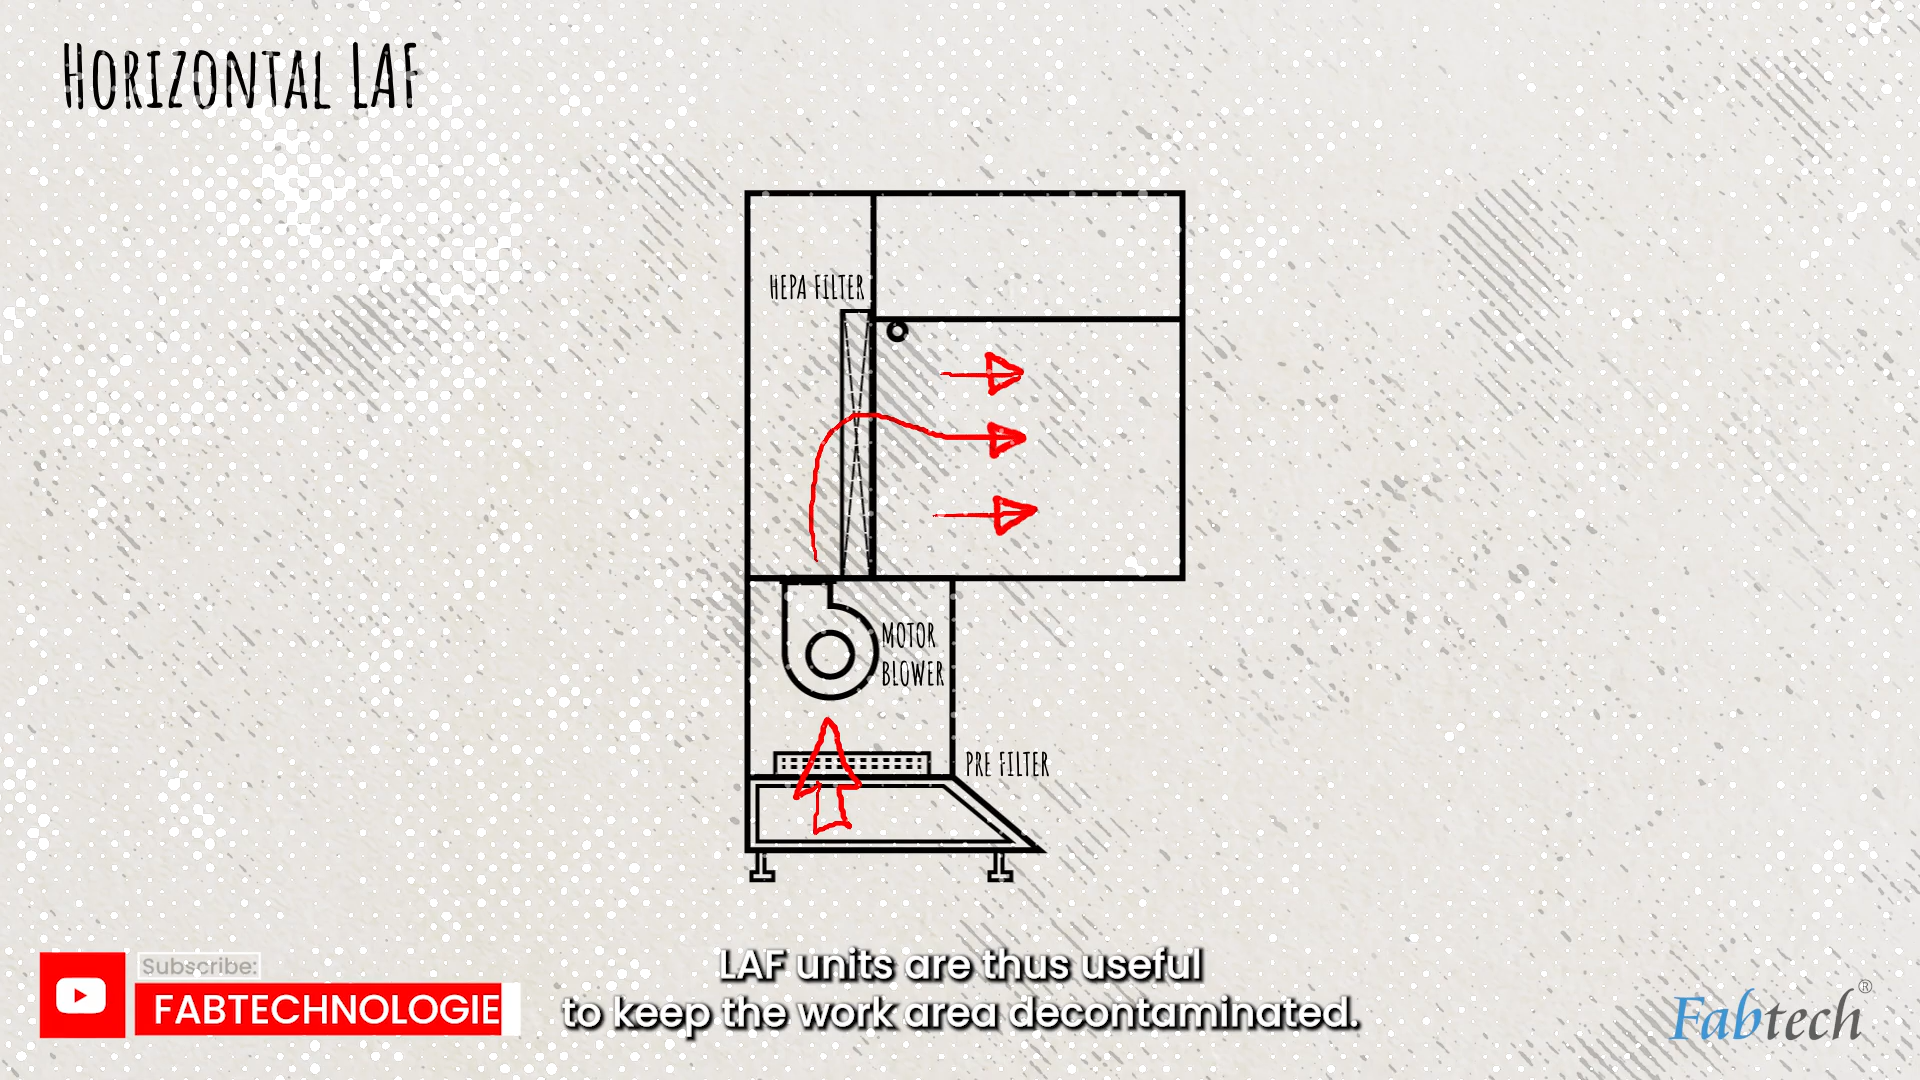 HORIZONTAL LAF
HEPA FILTER
MOTOR
BLOWER
PRE FILTER
Subscribe:
FABTECHNOLOGIE
LAF units are thus useful
to keep the work area decontaminated.
Fabtech®